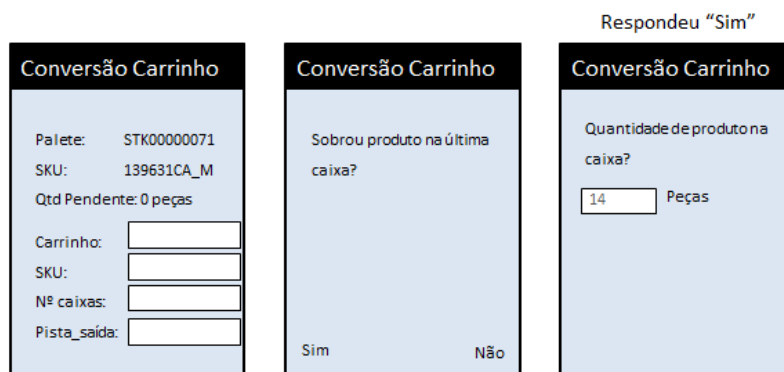 Respondeu “Sim”
Conversão Carrinho
Palete: STK00000071
SKU: 139631CA_M
Qtd Pendente: 0 peças
Carrinho:
SKU:
Nº caixas:
Pista_saída:
Conversão Carrinho
Sobrou produto na última
caixa?
Sim Não
Conversão Carrinho
Quantidade de produto na
caixa?
14 Peças